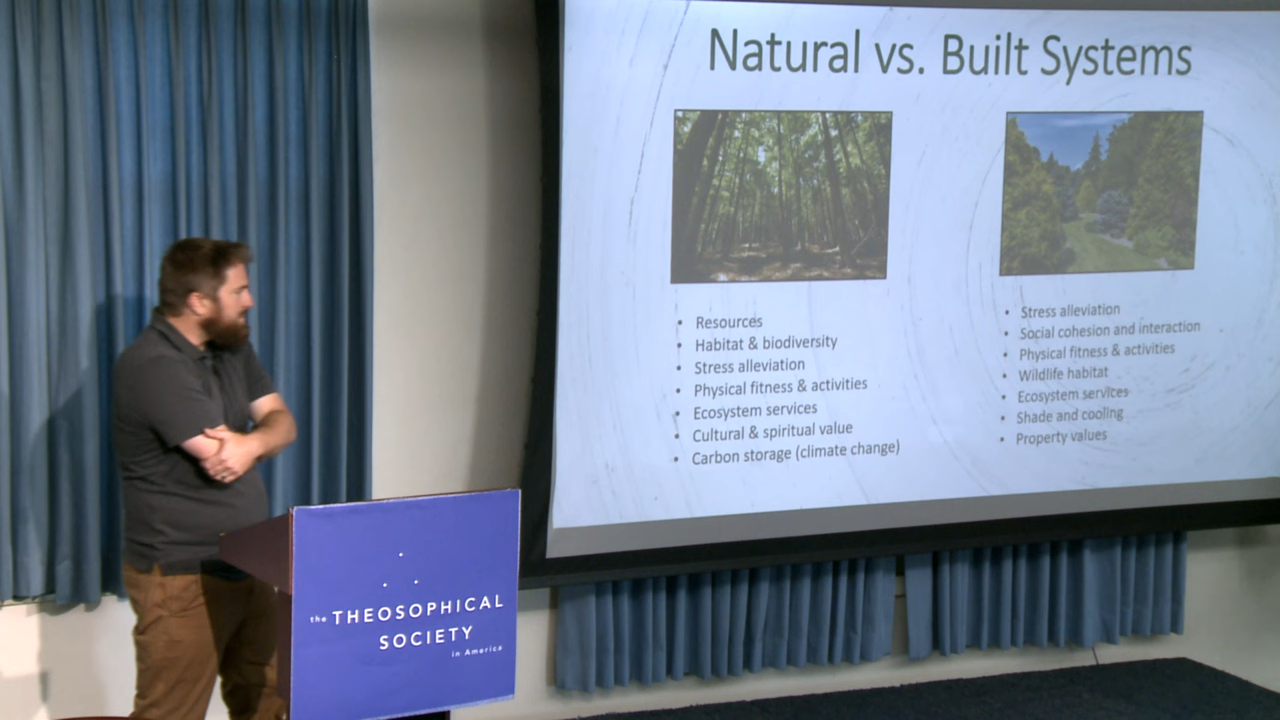 Natural vs. Built Systems
• Resources
• Habitat & biodiversity
• Stress alleviation
• Physical fitness & activities
• Ecosystem services
• Cultural & spiritual value
• Carbon storage (climate change)
• Stress alleviation
• Social cohesion and interaction
• Physical fitness & activities
• Wildlife habitat
• Ecosystem services
• Shade and cooling
• Property values
the THEOSOPHICAL
SOCIETY
in America